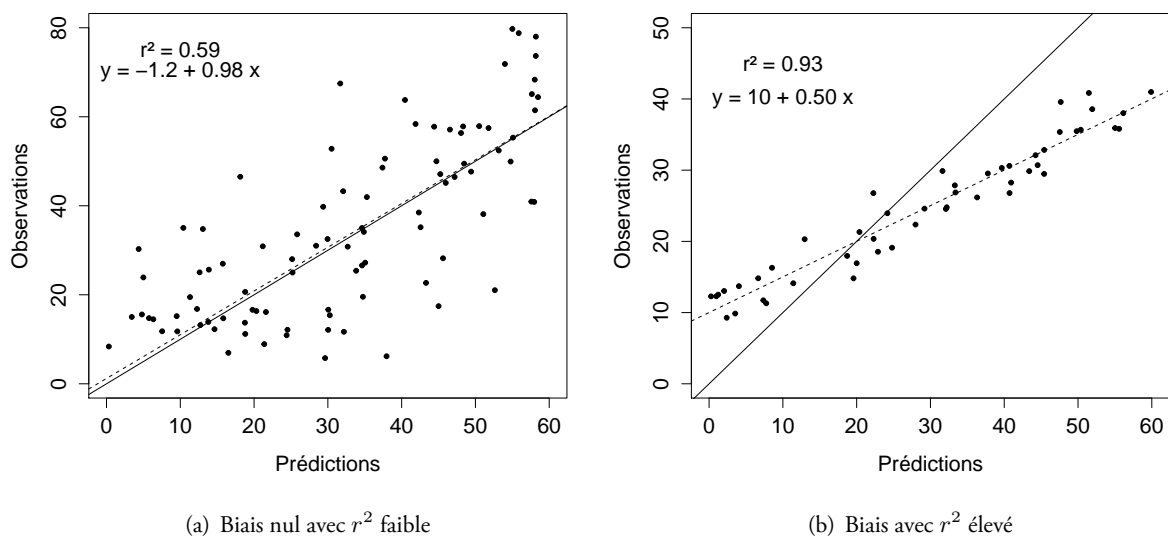 r² = 0.59
y = −1.2 + 0.98 x
Observations
0 20 40 60 80
0 10 20 30 40 50 60
Prédictions
(a) Biais nul avec r² faible
r² = 0.93
y = 10 + 0.50 x
Observations
0 10 20 30 40 50
0 10 20 30 40 50 60
Prédictions
(b) Biais avec r² élevé